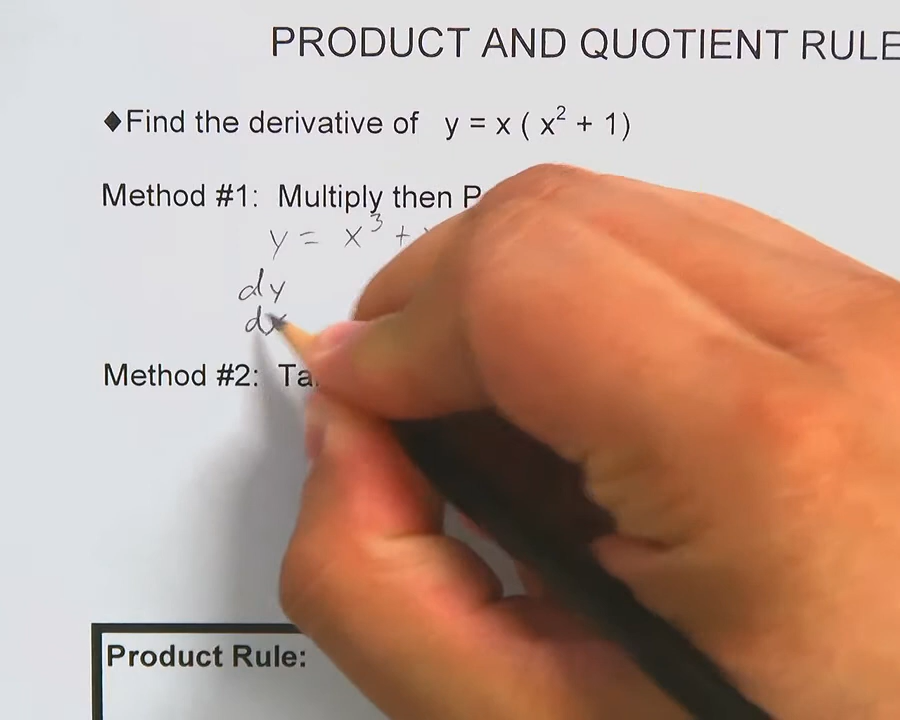 PRODUCT AND QUOTIENT RULE
◆Find the derivative of y = x ( x² + 1)
Method #1: Multiply then
y = x³ +
dy
dx
Method #2:
Product Rule: